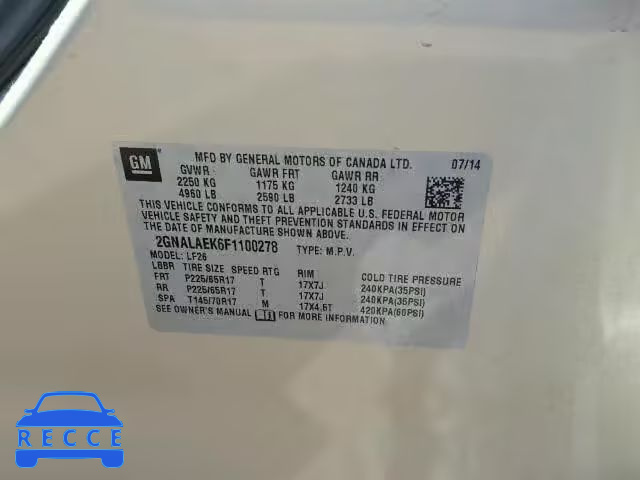 GM
MFD BY GENERAL MOTORS OF CANADA LTD. 07/14
GVWR GAWR FRT GAWR RR
2250 KG 1175 KG 1240 KG
4960 LB 2590 LB 2733 LB
THIS VEHICLE CONFORMS TO ALL APPLICABLE U.S. FEDERAL MOTOR
VEHICLE SAFETY AND THEFT PREVENTION STANDARDS IN EFFECT ON THE DATE
OF MANUFACTURE SHOWN ABOVE.
2GNALAEK6F1100278 TYPE: M.P.V.
MODEL: LF26
LBBR TIRE SIZE SPEED RTG RIM COLD TIRE PRESSURE
FRT P225/65R17 T 17X7J 240KPA(35PSI)
RR P225/65R17 T 17X7J 240KPA(35PSI)
SPA T145/70R17 M 17X4.5T 420KPA(60PSI)
SEE OWNER'S MANUAL FOR MORE INFORMATION
RECCE